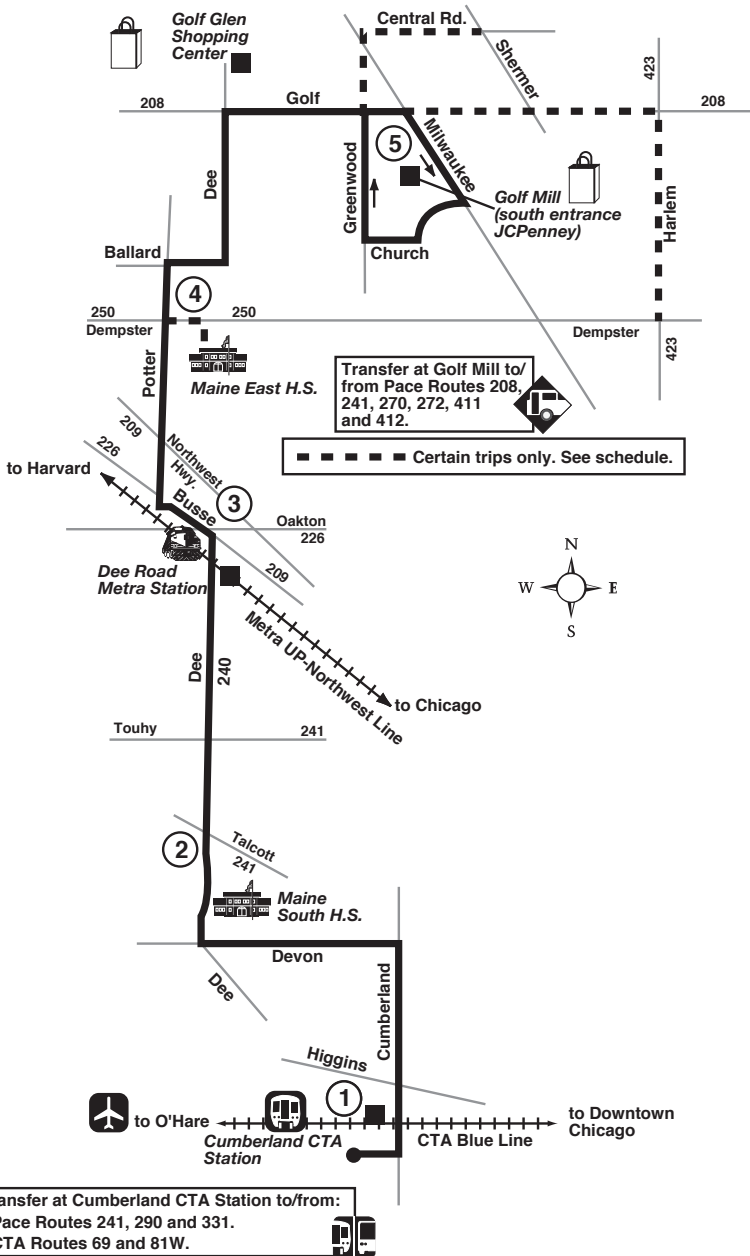 Golf Glen
Shopping
Center
Central Rd.
Shermer
423
208
Golf
208
5
Milwaukee
Dee
Greenwood
Golf Mill
(south entrance
JCPenney)
Harlem
Church
Ballard
4
250
250
Dempster
Dempster
423
Maine East H.S.
Potter
Transfer at Golf Mill to/
from Pace Routes 208,
241, 270, 272, 411
and 412.
Certain trips only. See schedule.
209
226
Northwest
Hwy.
to Harvard
Busse
3
Oakton
226
Dee Road
Metra Station
209
N
W
E
S
Metra UP-Northwest Line
Dee
240
to Chicago
Touhy
241
2
Talcott
241
Maine
South H.S.
Devon
Dee
Cumberland
Higgins
1
to O'Hare
to Downtown
Chicago
Cumberland CTA
Station
CTA Blue Line
ansfer at Cumberland CTA Station to/from:
Pace Routes 241, 290 and 331.
CTA Routes 69 and 81W.